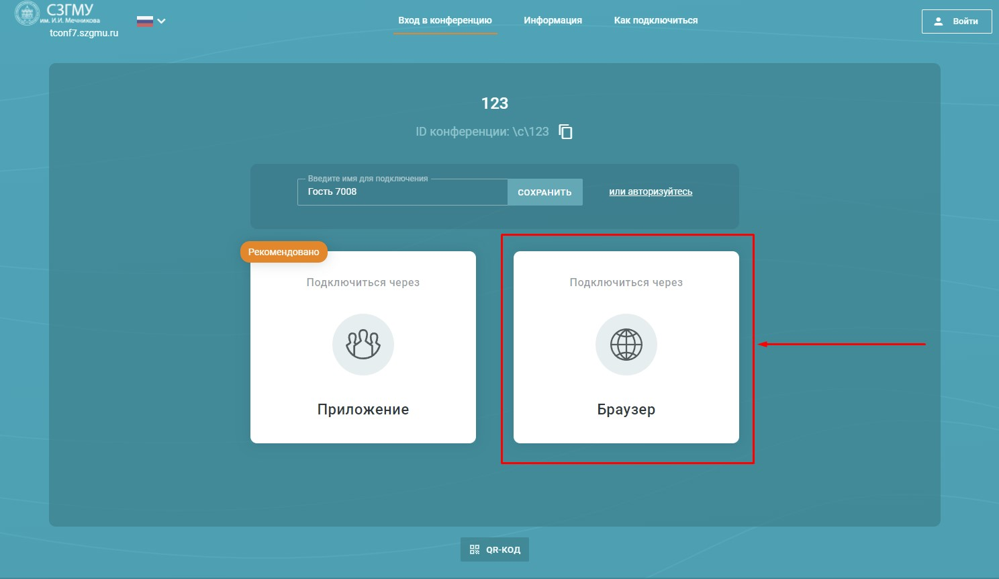 СЗГМУ
им. И.И. Мечникова
tconf7.szgmu.ru
Вход в конференцию
Информация
Как подключиться
Войти
123
ID конференции: \c\123
Введите имя для подключения
Гость 7008
СОХРАНИТЬ
или авторизуйтесь
Рекомендовано
Подключиться через
Приложение
Подключиться через
Браузер
QR-КОД